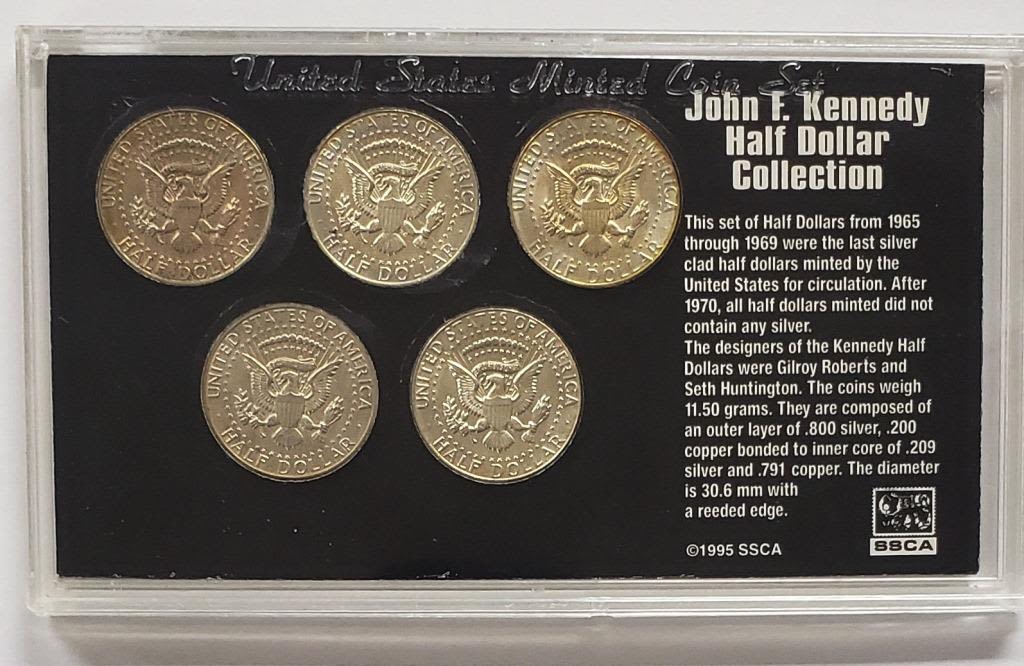 United States Minted Coin Set
John F. Kennedy
Half Dollar
Collection
UNITED STATES OF AMERICA
HALF DOLLAR
UNITED STATES OF AMERICA
HALF DOLLAR
UNITED STATES OF AMERICA
HALF DOLLAR
UNITED STATES OF AMERICA
HALF DOLLAR
UNITED STATES OF AMERICA
HALF DOLLAR
This set of Half Dollars from 1965
through 1969 were the last silver
clad half dollars minted by the
United States for circulation. After
1970, all half dollars minted did not
contain any silver.
The designers of the Kennedy Half
Dollars were Gilroy Roberts and
Seth Huntington. The coins weigh
11.50 grams. They are composed of
an outer layer of .800 silver, .200
copper bonded to inner core of .209
silver and .791 copper. The diameter
is 30.6 mm with
a reeded edge.
©1995 SSCA
SSCA